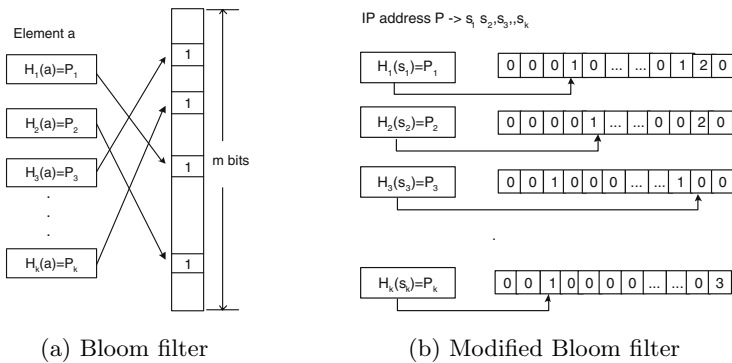 Element a
H₁(a)=P₁
H₂(a)=P₂
H₃(a)=P₃
.
.
.
Hₖ(a)=Pₖ
1
1
1
1
m bits
(a) Bloom filter
IP address P -> s₁ s₂,s₃,,sₖ
H₁(s₁)=P₁
0 0 0 1 0 ... ... 0 1 2 0
H₂(s₂)=P₂
0 0 0 0 1 ... ... 0 0 2 0
H₃(s₃)=P₃
0 0 1 0 0 0 ... ... 1 0 0
.
Hₖ(sₖ)=Pₖ
0 0 1 0 0 0 0 ... ... 0 3
(b) Modified Bloom filter